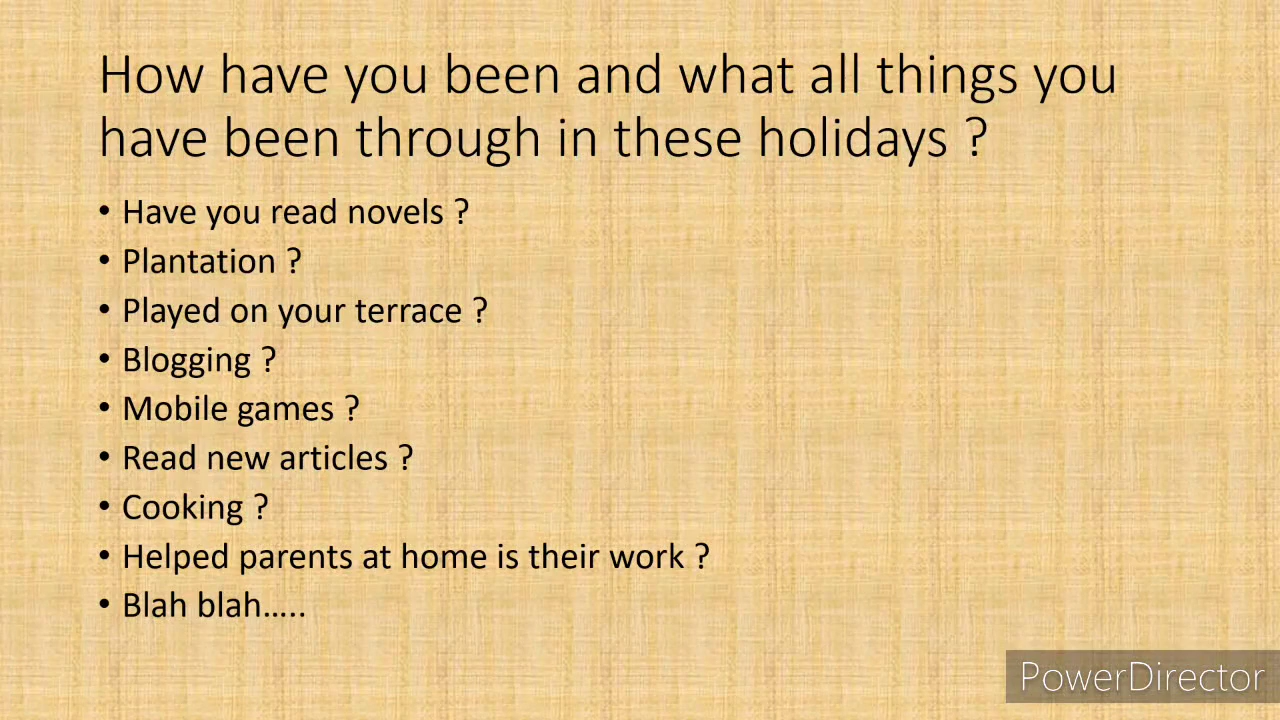 How have you been and what all things you
have been through in these holidays ?
• Have you read novels ?
• Plantation ?
• Played on your terrace ?
• Blogging ?
• Mobile games ?
• Read new articles ?
• Cooking ?
• Helped parents at home is their work ?
• Blah blah.....
PowerDirector